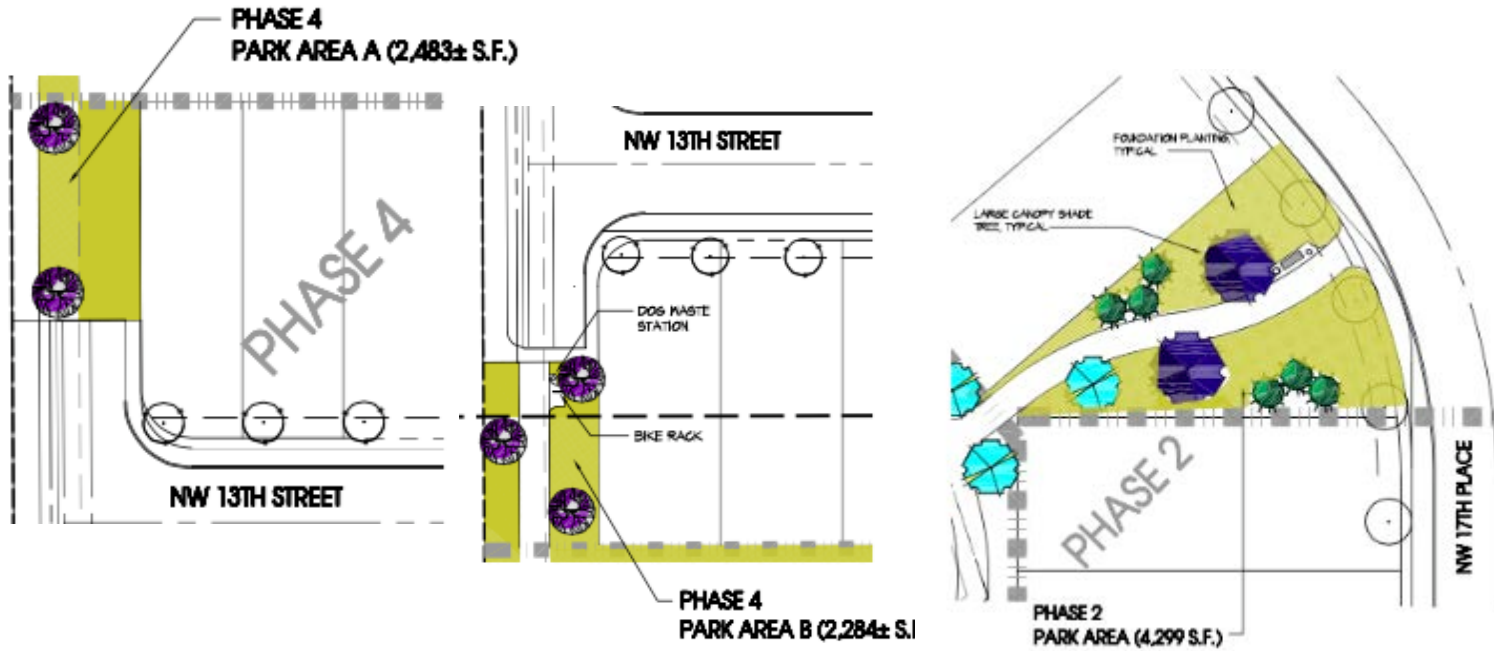 PHASE 4
PARK AREA A (2,483± S.F.)
PHASE 4
NW 13TH STREET
NW 13TH STREET
DOG WASTE
STATION
BIKE RACK
PHASE 4
PARK AREA B (2,284± S.F
FOUNDATION PLANTING,
TYPICAL
LARGE CANOPY SHADE
TREE, TYPICAL
PHASE 2
NW 17TH PLACE
PHASE 2
PARK AREA (4,299 S.F.)